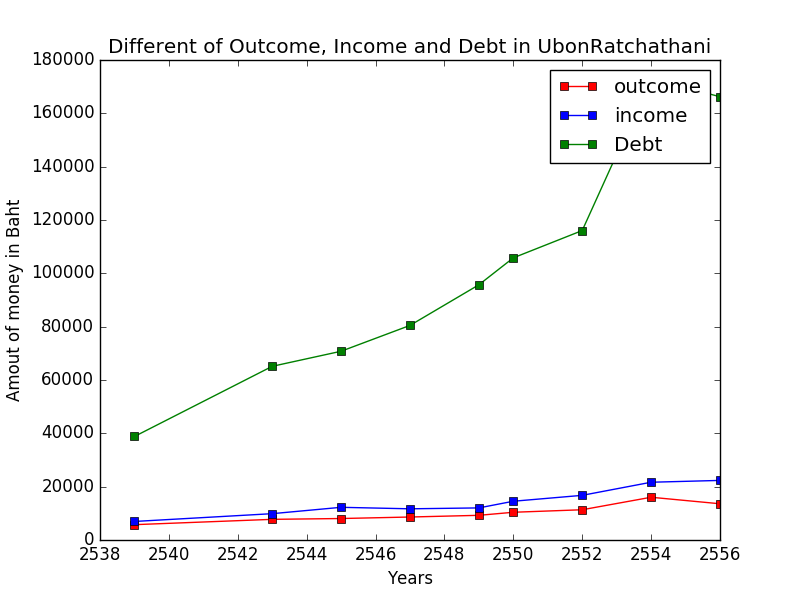 Different of Outcome, Income and Debt in UbonRatchathani
180000
160000
140000
120000
100000
80000
60000
40000
20000
0
Amout of money in Baht
outcome
income
Debt
2538 2540 2542 2544 2546 2548 2550 2552 2554 2556
Years